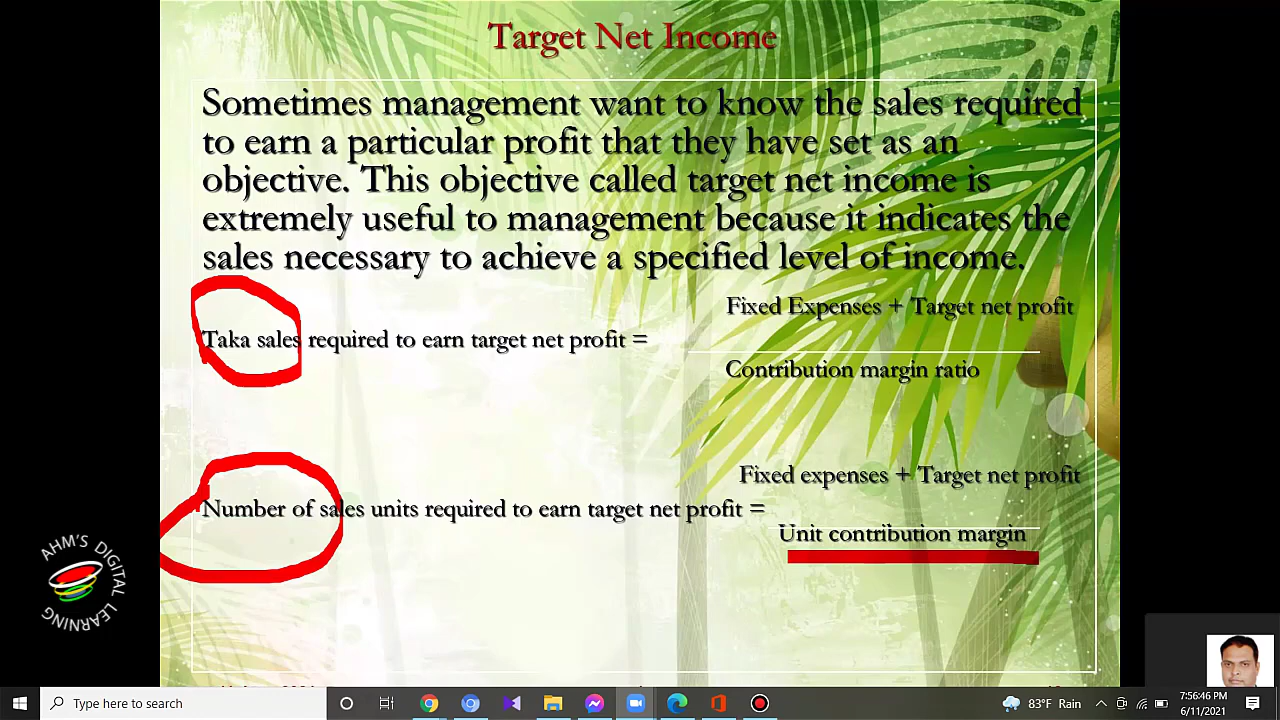 Target Net Income
Sometimes management want to know the sales required
to earn a particular profit that they have set as an
objective. This objective called target net income is
extremely useful to management because it indicates the
sales necessary to achieve a specified level of income.
Fixed Expenses + Target net profit
Taka sales required to earn target net profit =
Contribution margin ratio
Fixed expenses + Target net profit
Number of sales units required to earn target net profit =
Unit contribution margin
AHM'S DIGITAL LEARNING
Type here to search
83°F Rain
7:56:46 PM
6/11/2021